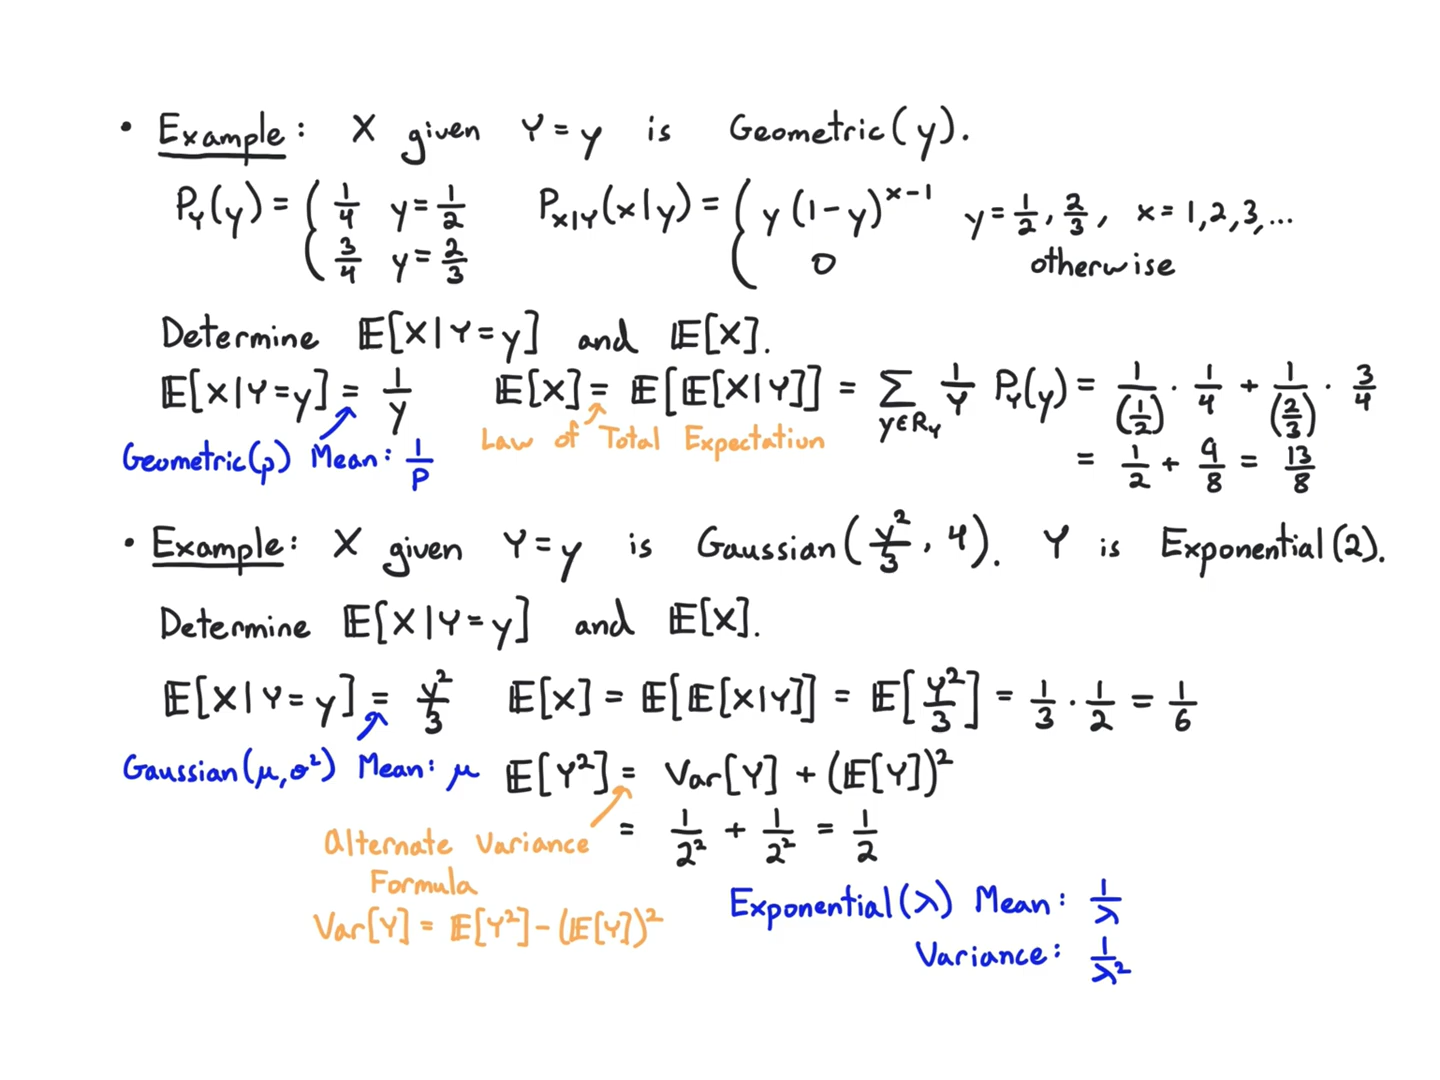 • Example: X given Y = y is Geometric(y).
P_Y(y) = { 1/4 y = 1/2 P_{X|Y}(x|y) = { y(1-y)^{x-1} y = 1/2, 2/3, x = 1,2,3,...
3/4 y = 2/3 0 otherwise
Determine 𝔼[X|Y=y] and 𝔼[X].
𝔼[X|Y=y] = 1/y 𝔼[X] = 𝔼[𝔼[X|Y]] = Σ_{y∈R_Y} 1/y P_Y(y) = 1/(1/2) · 1/4 + 1/(2/3) · 3/4
Geometric(p) Mean: 1/p Law of Total Expectation = 1/2 + 9/8 = 13/8
• Example: X given Y = y is Gaussian(y²/3, 4). Y is Exponential(2).
Determine 𝔼[X|Y=y] and 𝔼[X].
𝔼[X|Y=y] = y²/3 𝔼[X] = 𝔼[𝔼[X|Y]] = 𝔼[Y²/3] = 1/3 · 1/2 = 1/6
Gaussian(μ,σ²) Mean: μ 𝔼[Y²] = Var[Y] + (𝔼[Y])²
= 1/2² + 1/2² = 1/2
Alternate Variance
Formula
Var[Y] = 𝔼[Y²] - (𝔼[Y])²
Exponential(λ) Mean: 1/λ
Variance: 1/λ²